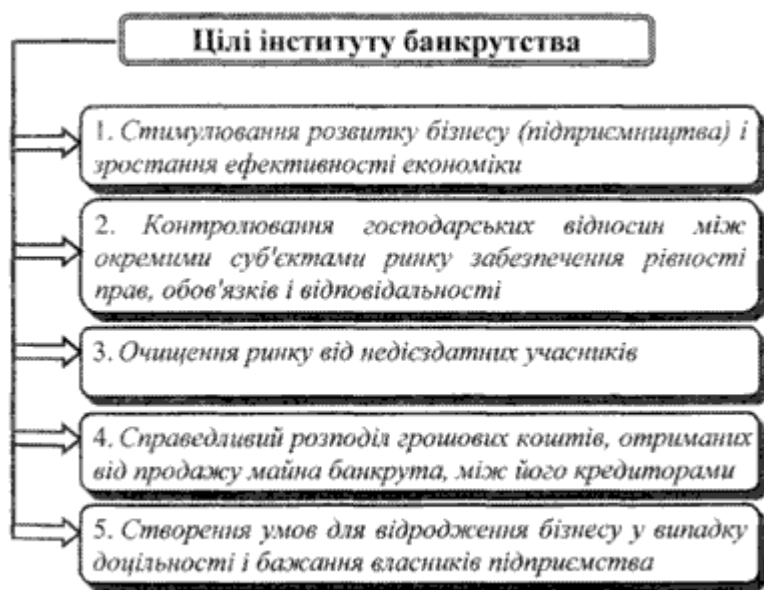 Цілі інституту банкрутства
1. Стимулювання розвитку бізнесу (підприємництва) і
зростання ефективності економіки
2. Контролювання господарських відносин між
окремими суб'єктами ринку забезпечення рівності
прав, обов'язків і відповідальності
3. Очищення ринку від недієздатних учасників
4. Справедливий розподіл грошових коштів, отриманих
від продажу майна банкрута, між його кредиторами
5. Створення умов для відродження бізнесу у випадку
доцільності і бажання власників підприємства